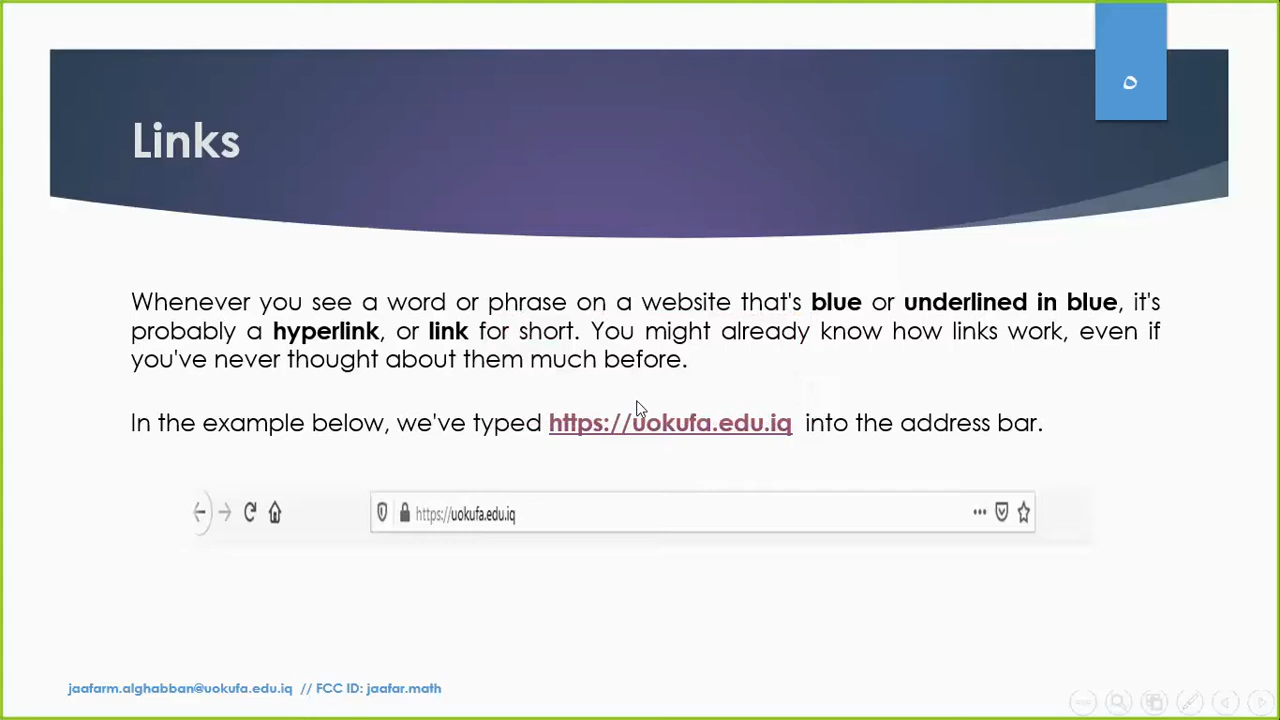 ٥
Links
Whenever you see a word or phrase on a website that's blue or underlined in blue, it's
probably a hyperlink, or link for short. You might already know how links work, even if
you've never thought about them much before.
In the example below, we've typed https://uokufa.edu.iq into the address bar.
https://uokufa.edu.iq
jaafarm.alghabban@uokufa.edu.iq // FCC ID: jaafar.math